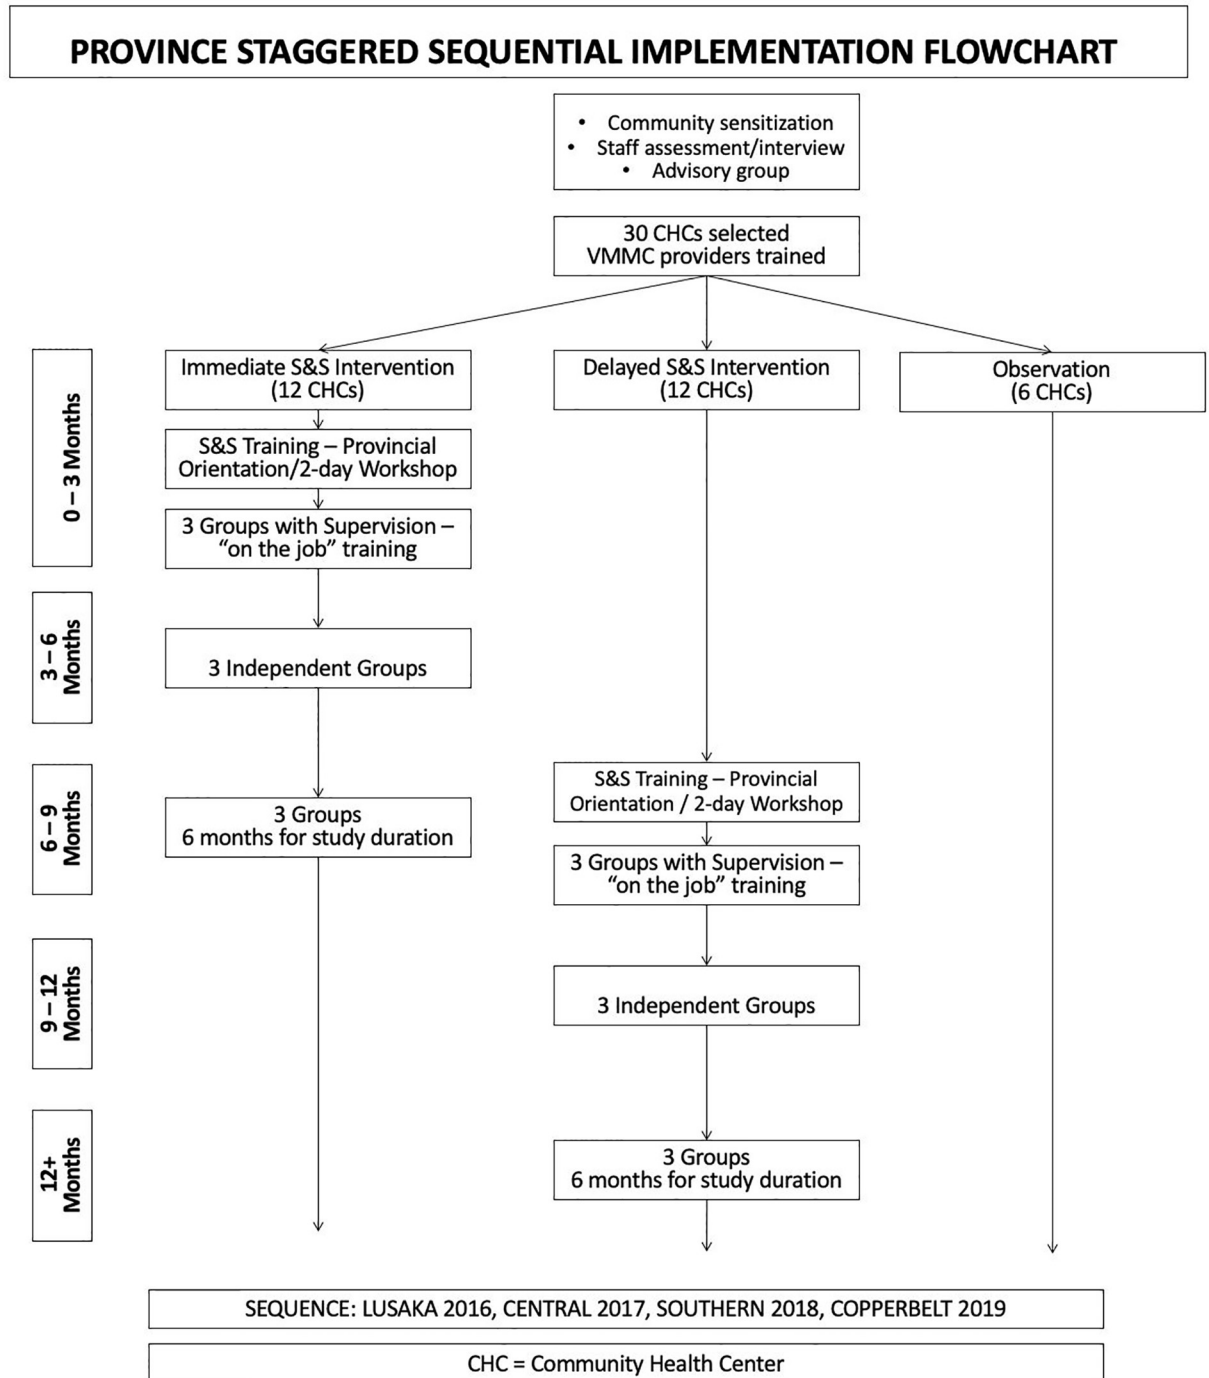 PROVINCE STAGGERED SEQUENTIAL IMPLEMENTATION FLOWCHART
• Community sensitization
• Staff assessment/interview
• Advisory group
30 CHCs selected
VMMC providers trained
0 – 3 Months
Immediate S&S Intervention
(12 CHCs)
Delayed S&S Intervention
(12 CHCs)
Observation
(6 CHCs)
S&S Training – Provincial
Orientation/2-day Workshop
3 Groups with Supervision –
“on the job” training
3 – 6
Months
3 Independent Groups
6 – 9
Months
3 Groups
6 months for study duration
S&S Training – Provincial
Orientation / 2-day Workshop
3 Groups with Supervision –
“on the job” training
9 – 12
Months
3 Independent Groups
12+
Months
3 Groups
6 months for study duration
SEQUENCE: LUSAKA 2016, CENTRAL 2017, SOUTHERN 2018, COPPERBELT 2019
CHC = Community Health Center